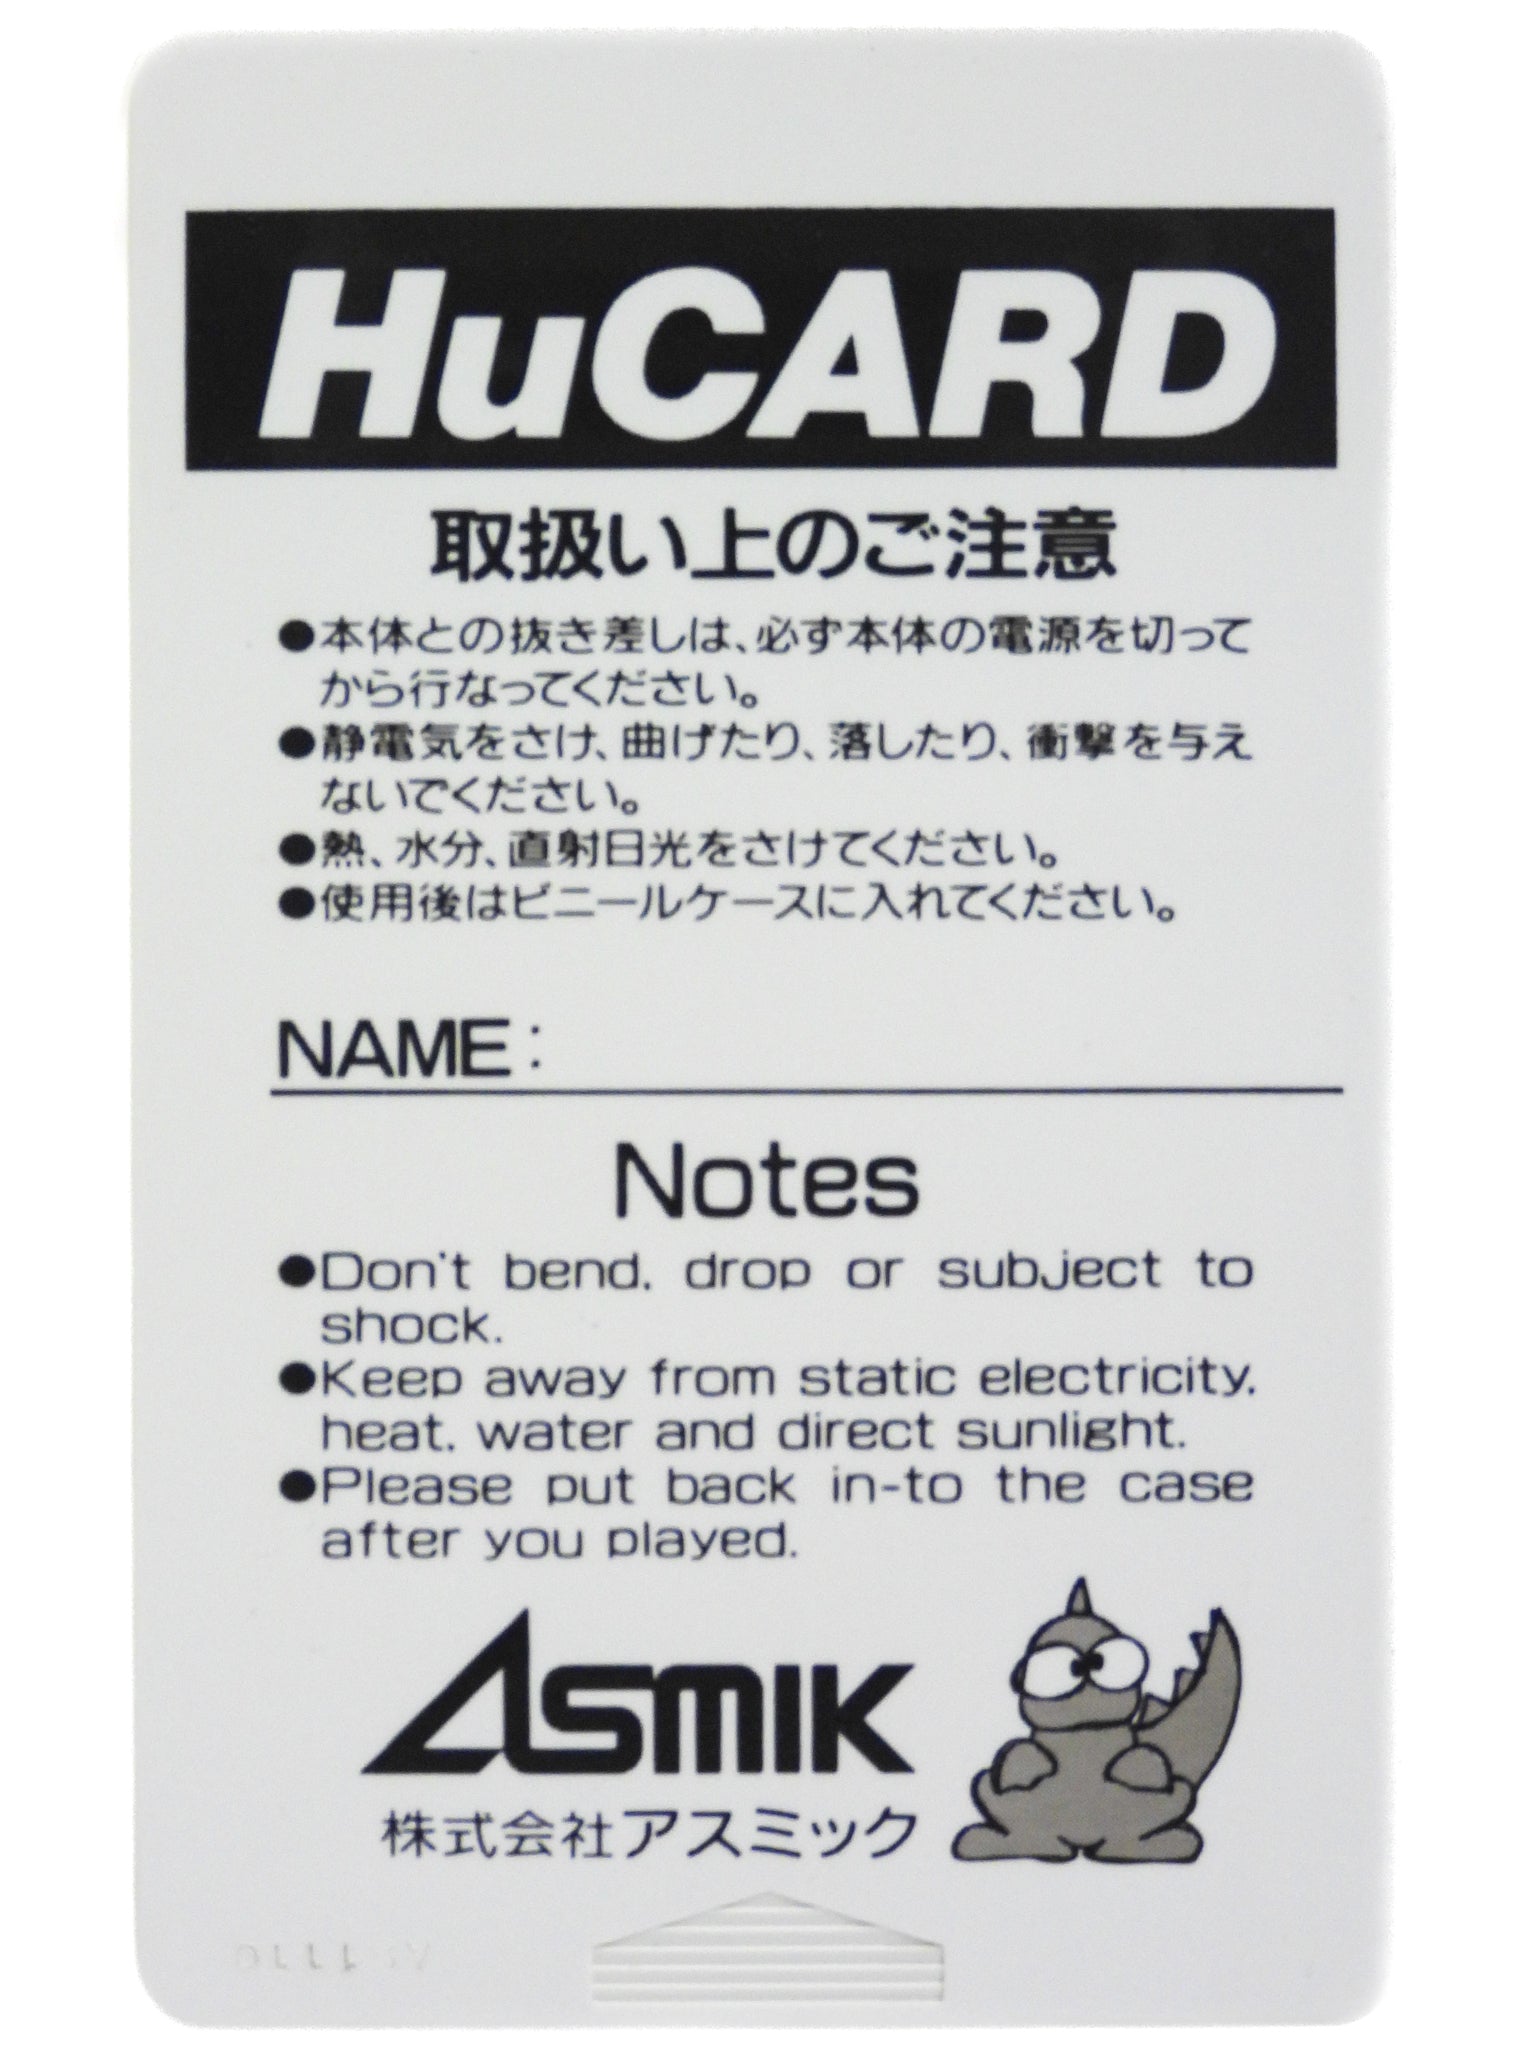 HuCARD
取扱い上のご注意
●本体との抜き差しは、必ず本体の電源を切って
から行なってください。
●静電気をさけ、曲げたり、落したり、衝撃を与え
ないでください。
●熱、水分、直射日光をさけてください。
●使用後はビニールケースに入れてください。
NAME:
Notes
●Don't bend, drop or subject to
shock.
●Keep away from static electricity,
heat, water and direct sunlight.
●Please put back in-to the case
after you played.
ASMIK
株式会社アスミック